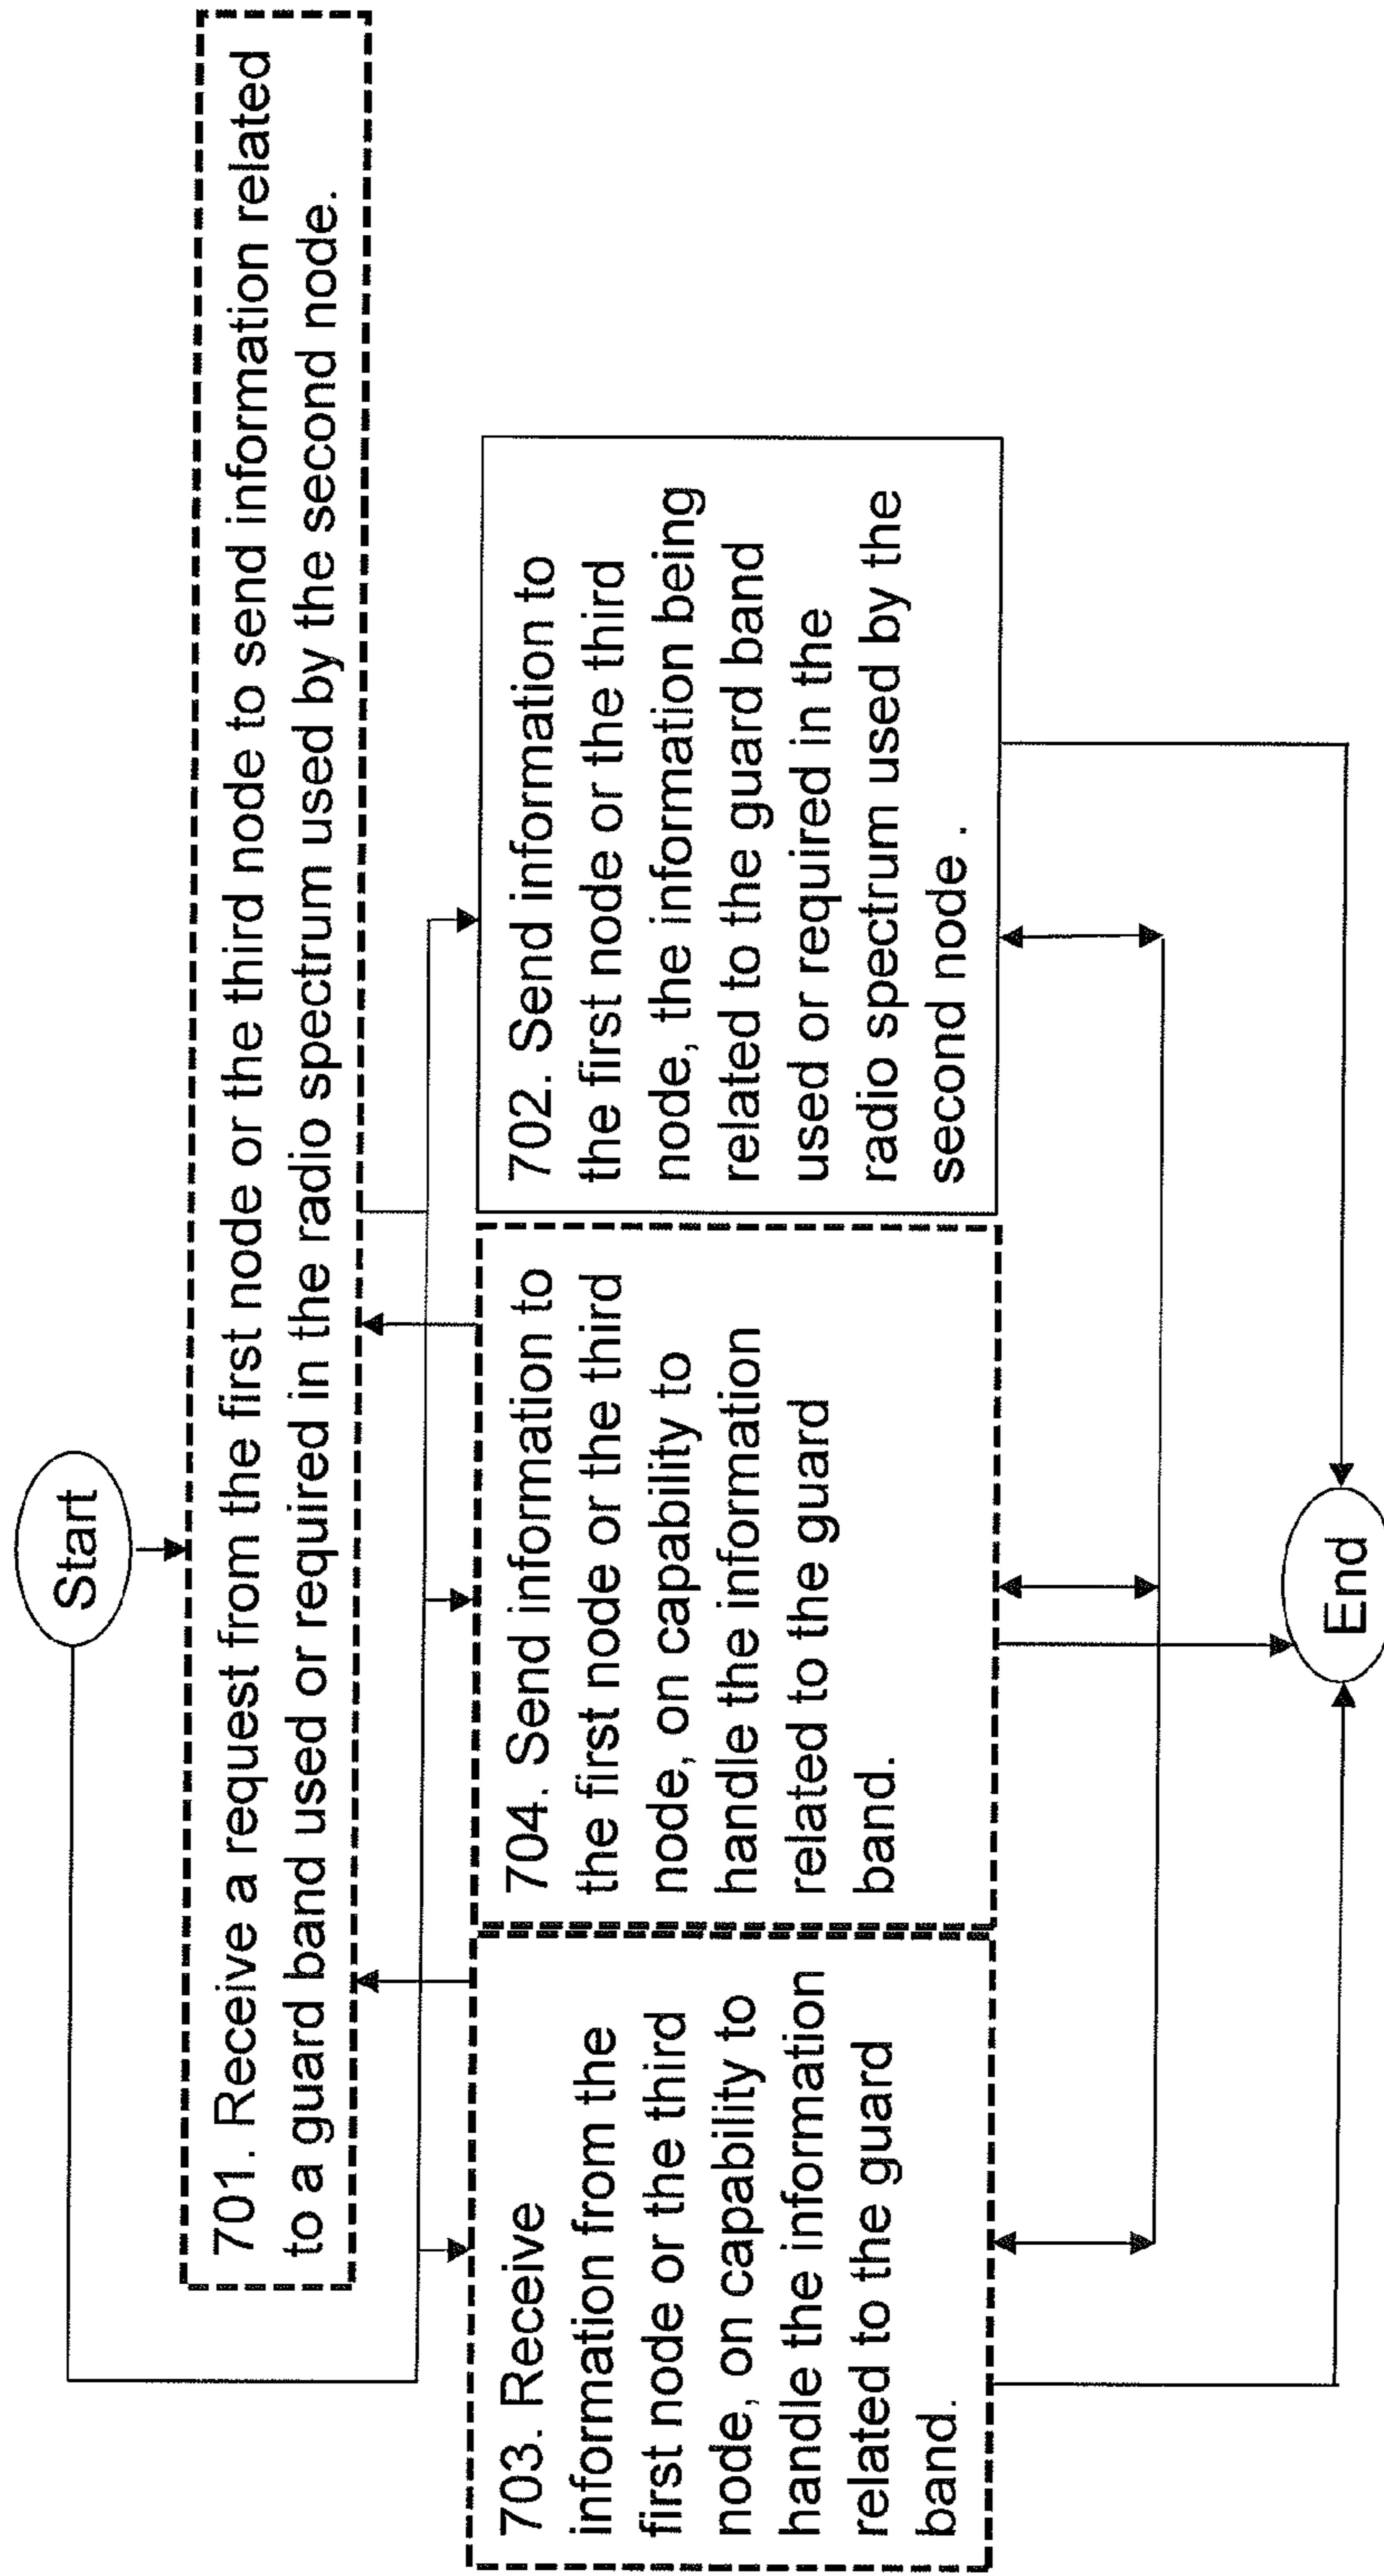 Start
701. Receive a request from the first node or the third node to send information related
to a guard band used or required in the radio spectrum used by the second node.
703. Receive
information from the
first node or the third
node, on capability to
handle the information
related to the guard
band.
704. Send information to
the first node or the third
node, on capability to
handle the information
related to the guard
band.
702. Send information to
the first node or the third
node, the information being
related to the guard band
used or required in the
radio spectrum used by the
second node .
End